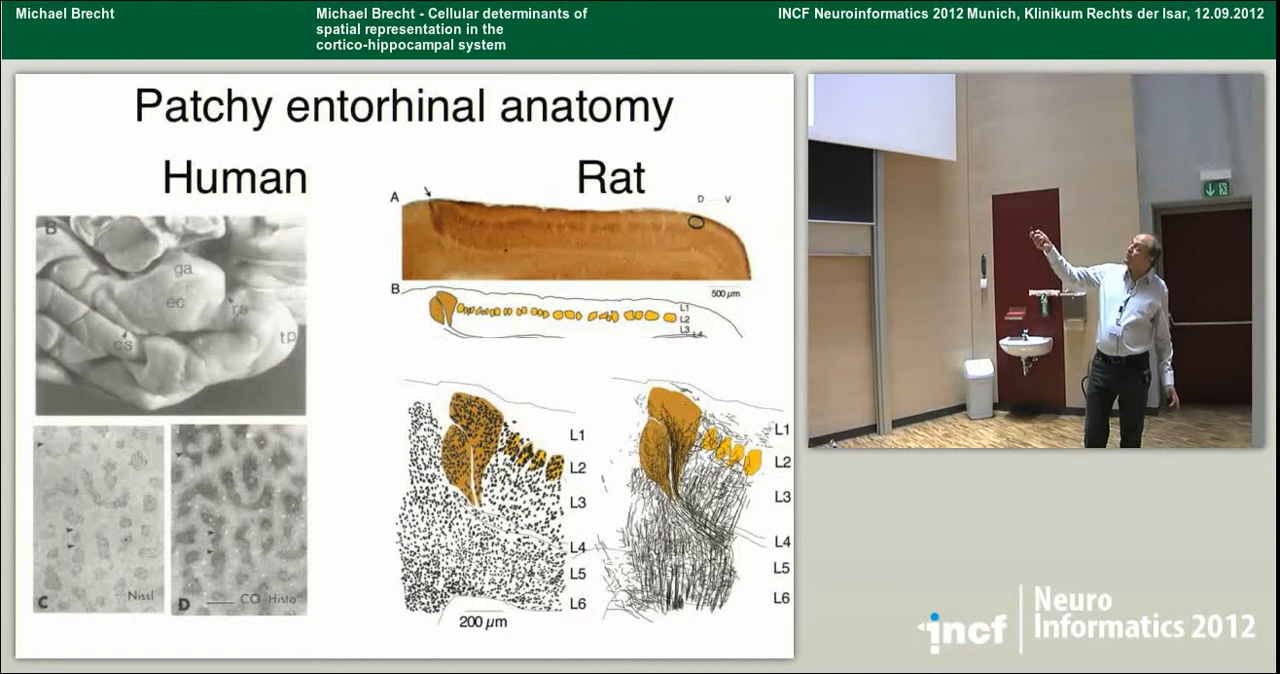 Michael Brecht
Michael Brecht - Cellular determinants of
spatial representation in the
cortico-hippocampal system
INCF Neuroinformatics 2012 Munich, Klinikum Rechts der Isar, 12.09.2012
Patchy entorhinal anatomy
Human
Rat
B
ga
ec
rs
cs
tp
C
Nissl
D
CO Histo
A
D V
500 µm
B
L1
L2
L3
L4
L1
L2
L3
L4
L5
L6
200 µm
L1
L2
L3
L4
L5
L6
incf
Neuro
Informatics 2012